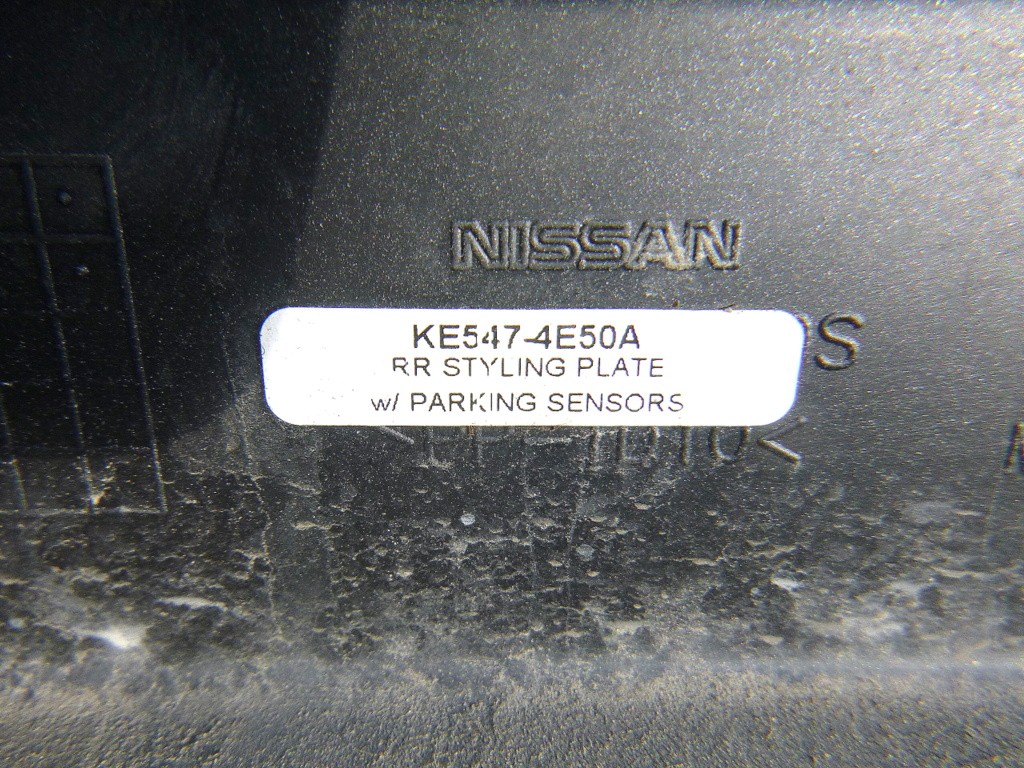 NISSAN
KE547-4E50A
S
RR STYLING PLATE
w/ PARKING SENSORS